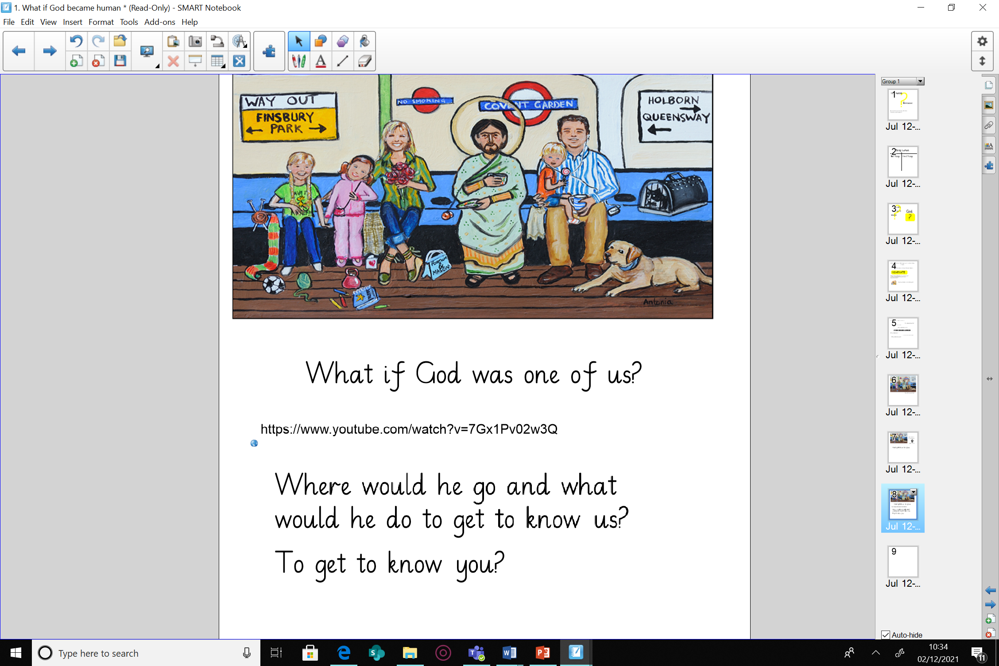 1. What if God became human * (Read-Only) - SMART Notebook
File Edit View Insert Format Tools Add-ons Help
WAY OUT
FINSBURY
PARK
NO SMOKING
COVENT GARDEN
HOLBORN
QUEENSWAY
FORTNUM
&
MASON
Antonia
What if God was one of us?
https://www.youtube.com/watch?v=7Gx1Pv02w3Q
Where would he go and what
would he do to get to know us?
To get to know you?
Group 1
1
Jul 12-...
2
Jul 12-...
3
God
?
Jul 12-...
4
INCARNATE
Jul 12-...
5
Jul 12-...
6
Jul 12-...
7
Jul 12-...
8
Jul 12-...
9
Jul 12-...
Auto-hide
Type here to search
10:34
02/12/2021
11